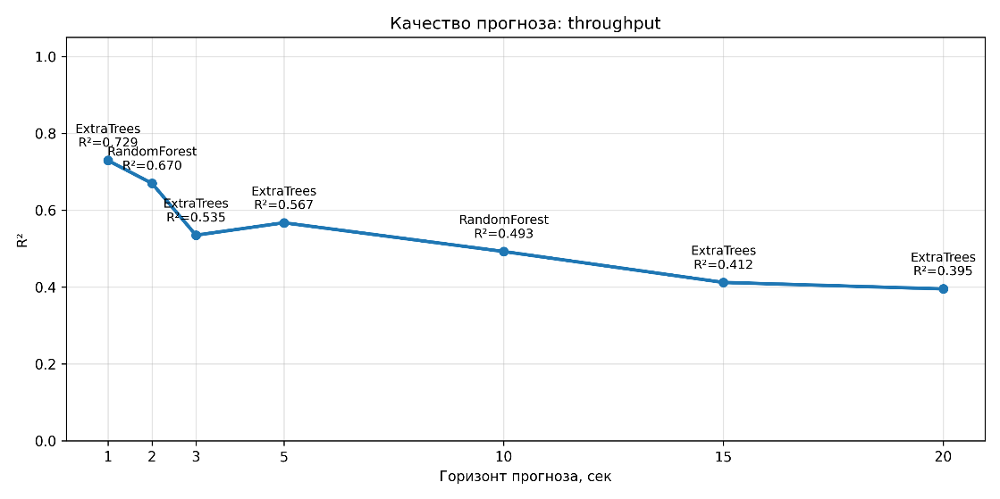 Качество прогноза: throughput
R²
1.0
0.8
0.6
0.4
0.2
0.0
ExtraTrees
R²=0.729
RandomForest
R²=0.670
ExtraTrees
R²=0.535
ExtraTrees
R²=0.567
RandomForest
R²=0.493
ExtraTrees
R²=0.412
ExtraTrees
R²=0.395
1 2 3 5 10 15 20
Горизонт прогноза, сек